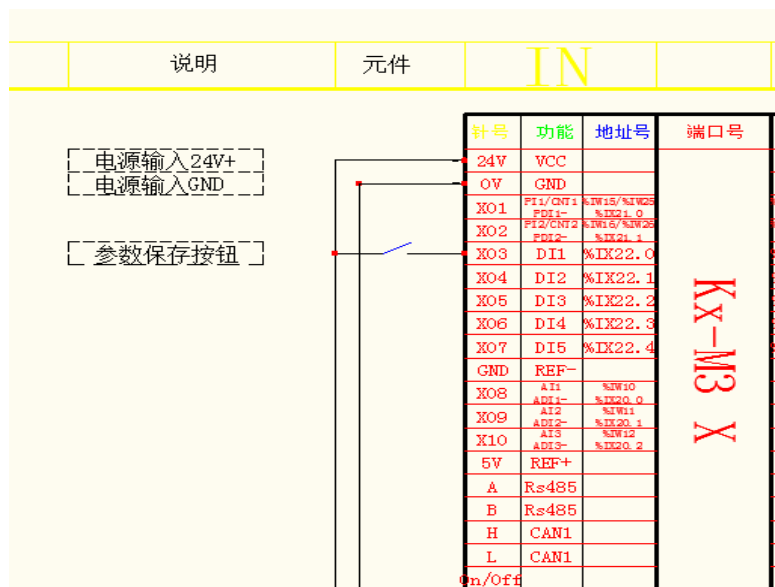 说明 元件 IN
针号 功能 地址号 端口号
电源输入24V+ 24V VCC
电源输入GND 0V GND
X01 PI1/CNT1 %IW15/%IW25
PDI1- %IX21.0
X02 PI2/CNT2 %IW16/%IW26
PDI2- %IX21.1
参数保存按钮 X03 DI1 %IX22.0
X04 DI2 %IX22.1
X05 DI3 %IX22.2
X06 DI4 %IX22.3
X07 DI5 %IX22.4
GND REF-
X08 AI1 %IW10
ADI1- %IX20.0
X09 AI2 %IW11
ADI2- %IX20.1
X10 AI3 %IW12
ADI3- %IX20.2
5V REF+
A Rs485
B Rs485
H CAN1
L CAN1
On/Off
Kx-M3 X